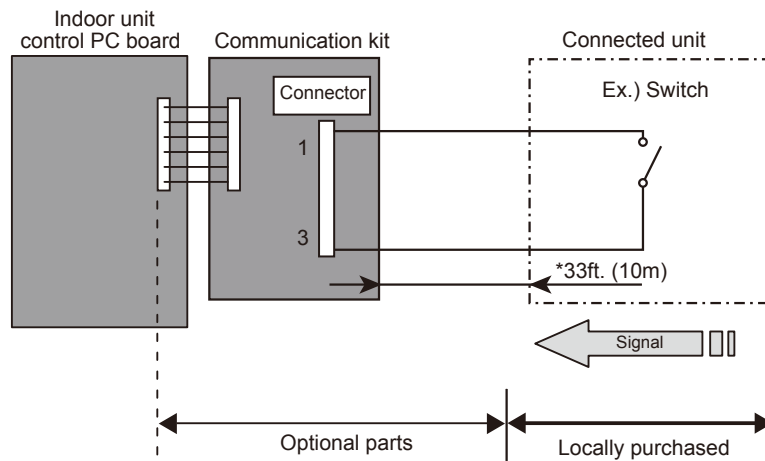 Indoor unit
control PC board
Communication kit
Connected unit
Connector
Ex.) Switch
1
3
*33ft. (10m)
Signal
Optional parts
Locally purchased